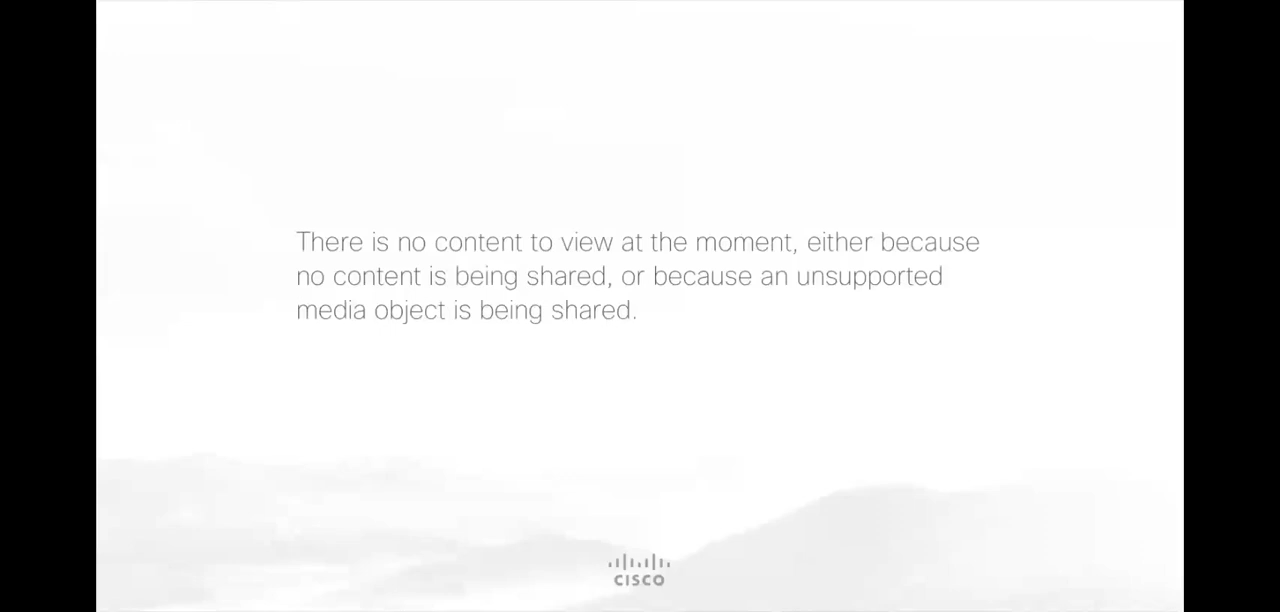 There is no content to view at the moment, either because
no content is being shared, or because an unsupported
media object is being shared.
CISCO